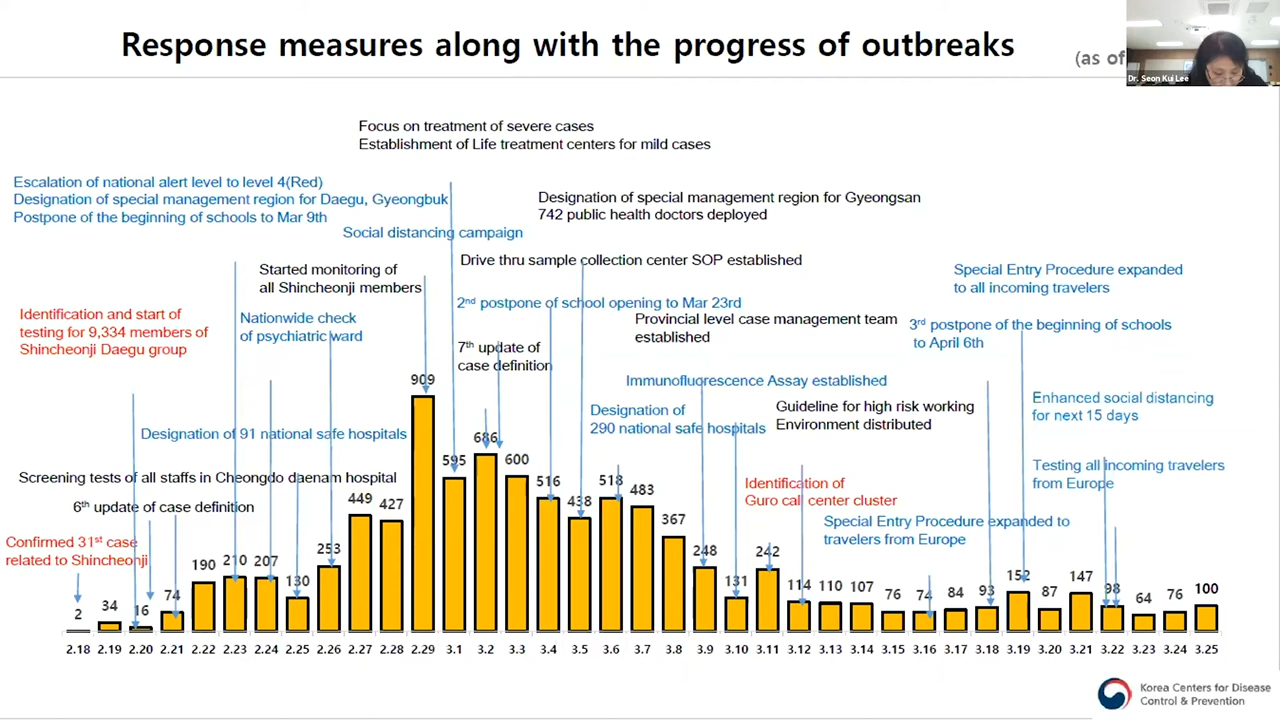 Response measures along with the progress of outbreaks
(as of
Dr. Seon Kui Lee
Focus on treatment of severe cases
Establishment of Life treatment centers for mild cases
Escalation of national alert level to level 4(Red)
Designation of special management region for Daegu, Gyeongbuk
Postpone of the beginning of schools to Mar 9th
Designation of special management region for Gyeongsan
742 public health doctors deployed
Social distancing campaign
Started monitoring of
all Shincheonji members
Drive thru sample collection center SOP established
Special Entry Procedure expanded
to all incoming travelers
2nd postpone of school opening to Mar 23rd
Identification and start of
testing for 9,334 members of
Shincheonji Daegu group
Nationwide check
of psychiatric ward
Provincial level case management team
established
3rd postpone of the beginning of schools
to April 6th
7th update of
case definition
Immunofluorescence Assay established
Designation of
290 national safe hospitals
Guideline for high risk working
Environment distributed
Enhanced social distancing
for next 15 days
Designation of 91 national safe hospitals
Testing all incoming travelers
from Europe
Screening tests of all staffs in Cheongdo daenam hospital
Identification of
Guro call center cluster
6th update of case definition
Special Entry Procedure expanded to
travelers from Europe
Confirmed 31st case
related to Shincheonji
2 34 16 74 190 210 207 130 253 449 427 909 595 686 600 516 438 518 483 367 248 131 242 114 110 107 76 74 84 93 152 87 147 98 64 76 100
2.18 2.19 2.20 2.21 2.22 2.23 2.24 2.25 2.26 2.27 2.28 2.29 3.1 3.2 3.3 3.4 3.5 3.6 3.7 3.8 3.9 3.10 3.11 3.12 3.13 3.14 3.15 3.16 3.17 3.18 3.19 3.20 3.21 3.22 3.23 3.24 3.25
Korea Centers for Disease
Control & Prevention